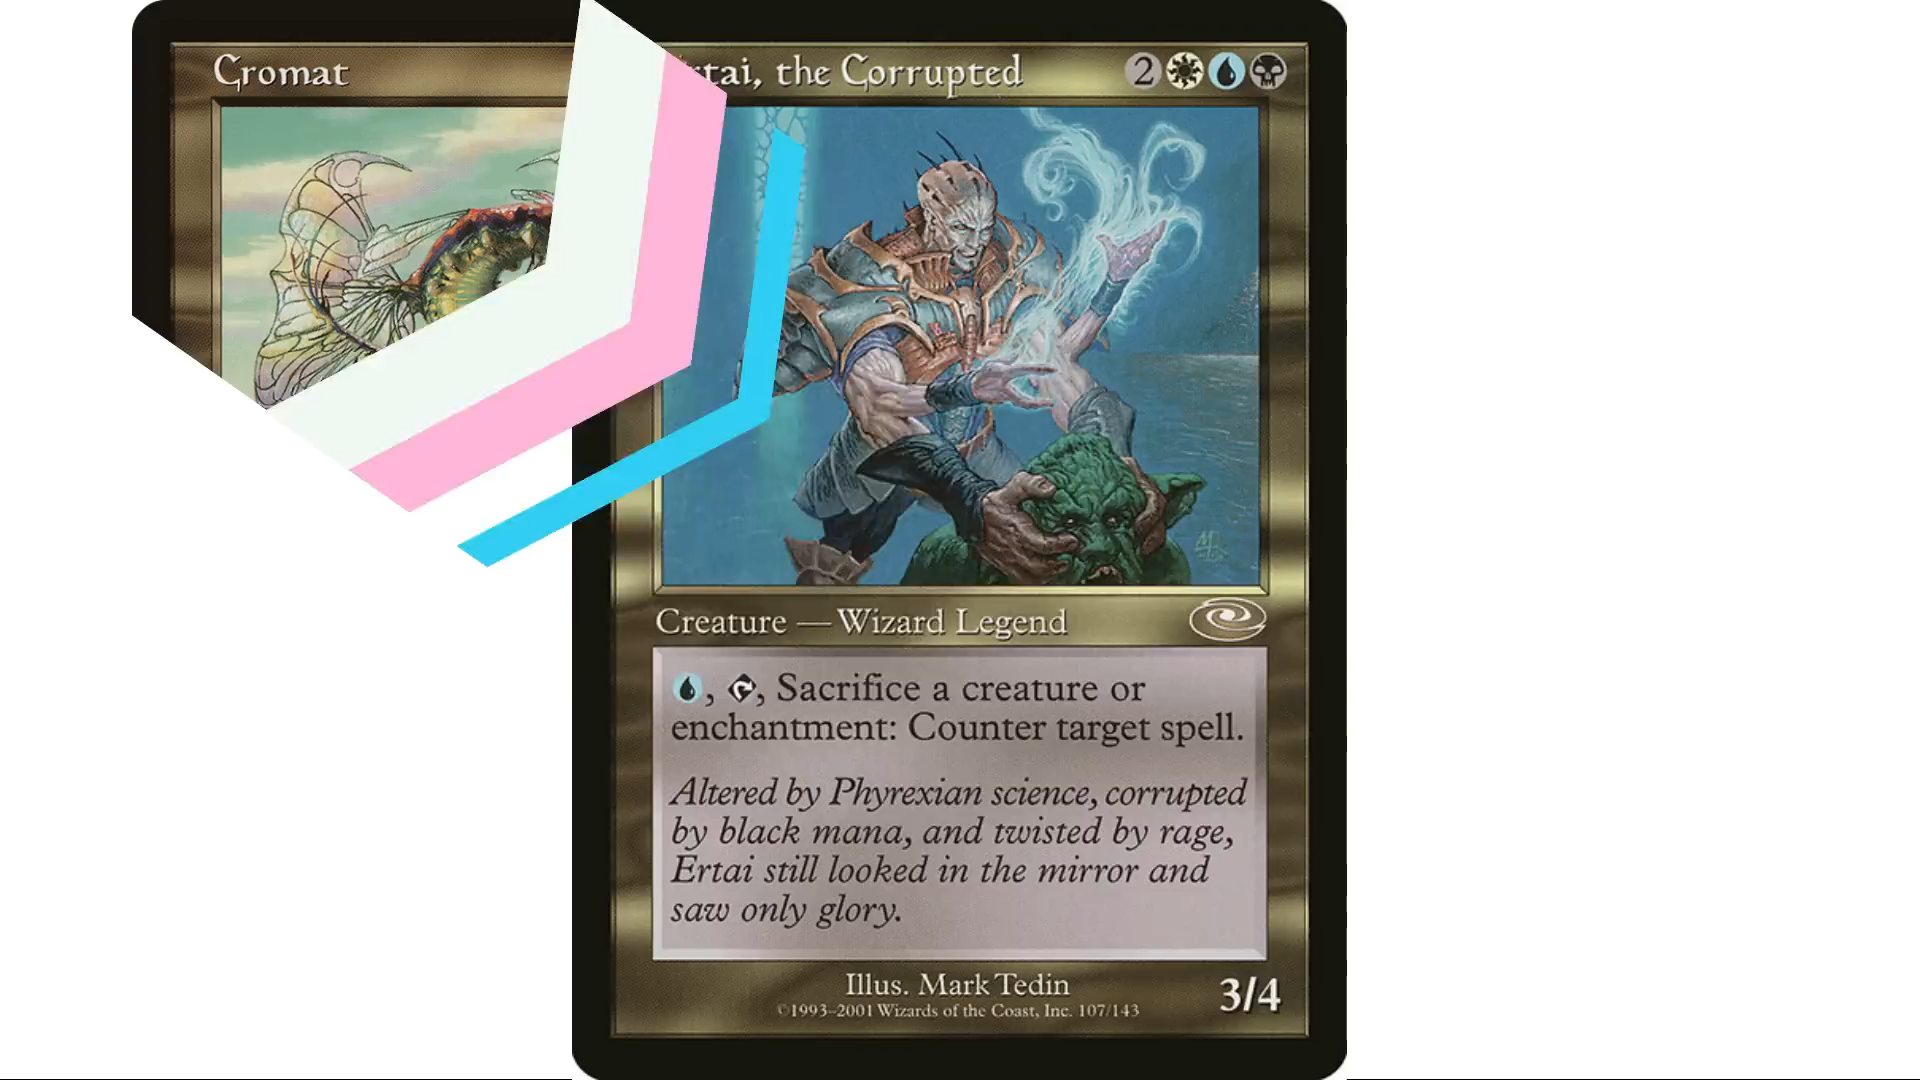 Cromat
rtai, the Corrupted
2
Creature — Wizard Legend
, , Sacrifice a creature or
enchantment: Counter target spell.
Altered by Phyrexian science, corrupted
by black mana, and twisted by rage,
Ertai still looked in the mirror and
saw only glory.
Illus. Mark Tedin
©1993–2001 Wizards of the Coast, Inc. 107/143
3/4